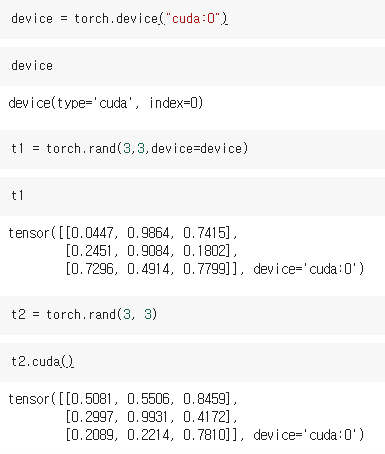 device = torch.device("cuda:0")
device
device(type='cuda', index=0)
t1 = torch.rand(3,3,device=device)
t1
tensor([[0.0447, 0.9864, 0.7415],
        [0.2451, 0.9084, 0.1802],
        [0.7296, 0.4914, 0.7799]], device='cuda:0')
t2 = torch.rand(3, 3)
t2.cuda()
tensor([[0.5081, 0.5506, 0.8459],
        [0.2997, 0.9931, 0.4172],
        [0.2089, 0.2214, 0.7810]], device='cuda:0')